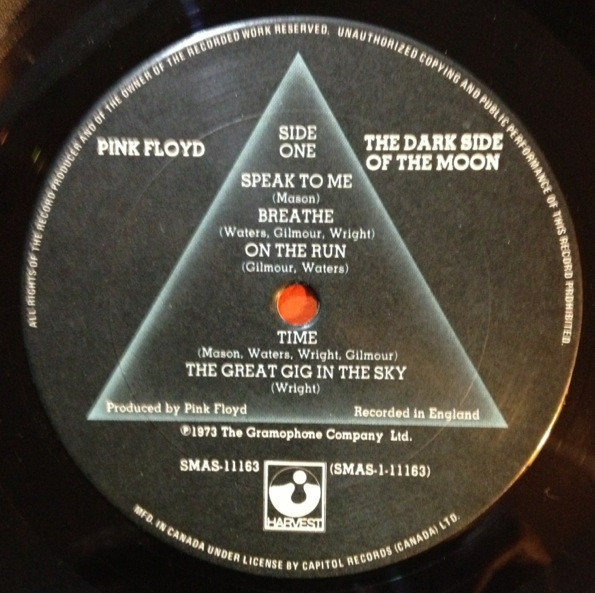 ALL RIGHTS OF THE RECORD PRODUCER AND OF THE OWNER OF THE RECORDED WORK RESERVED. UNAUTHORIZED COPYING AND PUBLIC PERFORMANCE OF THIS RECORD PROHIBITED.
PINK FLOYD
SIDE
ONE
THE DARK SIDE
OF THE MOON
SPEAK TO ME
(Mason)
BREATHE
(Waters, Gilmour, Wright)
ON THE RUN
(Gilmour, Waters)
TIME
(Mason, Waters, Wright, Gilmour)
THE GREAT GIG IN THE SKY
(Wright)
Produced by Pink Floyd
Recorded in England
℗1973 The Gramophone Company Ltd.
SMAS-11163
(SMAS-1-11163)
HARVEST
MFD. IN CANADA UNDER LICENSE BY CAPITOL RECORDS (CANADA) LTD.